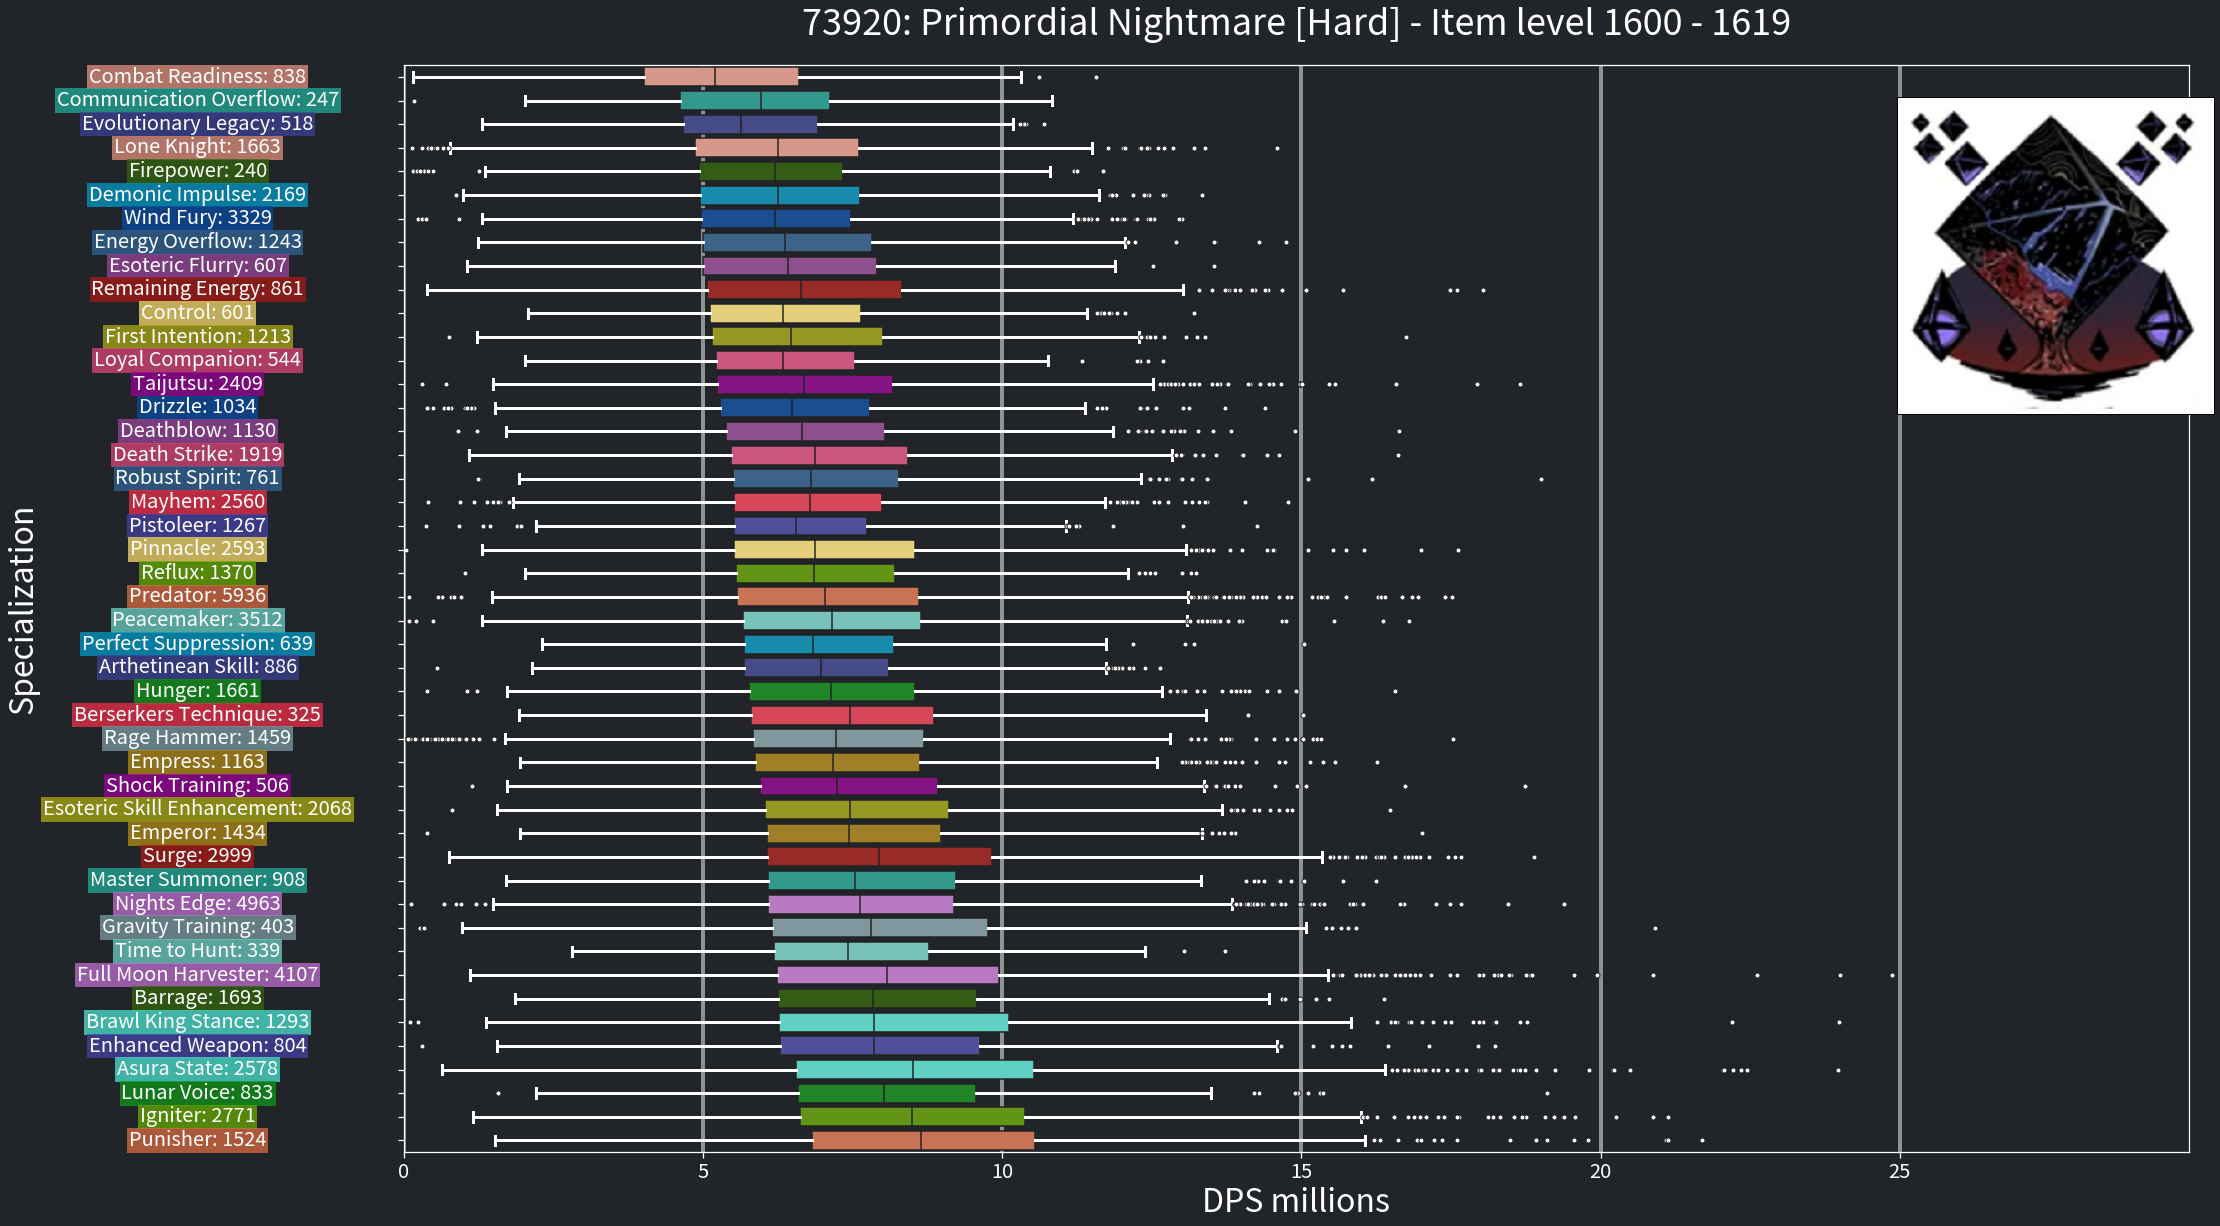 73920: Primordial Nightmare [Hard] - Item level 1600 - 1619
Specialization
Combat Readiness: 838
Communication Overflow: 247
Evolutionary Legacy: 518
Lone Knight: 1663
Firepower: 240
Demonic Impulse: 2169
Wind Fury: 3329
Energy Overflow: 1243
Esoteric Flurry: 607
Remaining Energy: 861
Control: 601
First Intention: 1213
Loyal Companion: 544
Taijutsu: 2409
Drizzle: 1034
Deathblow: 1130
Death Strike: 1919
Robust Spirit: 761
Mayhem: 2560
Pistoleer: 1267
Pinnacle: 2593
Reflux: 1370
Predator: 5936
Peacemaker: 3512
Perfect Suppression: 639
Arthetinean Skill: 886
Hunger: 1661
Berserkers Technique: 325
Rage Hammer: 1459
Empress: 1163
Shock Training: 506
Esoteric Skill Enhancement: 2068
Emperor: 1434
Surge: 2999
Master Summoner: 908
Nights Edge: 4963
Gravity Training: 403
Time to Hunt: 339
Full Moon Harvester: 4107
Barrage: 1693
Brawl King Stance: 1293
Enhanced Weapon: 804
Asura State: 2578
Lunar Voice: 833
Igniter: 2771
Punisher: 1524
0 5 10 15 20 25
DPS millions